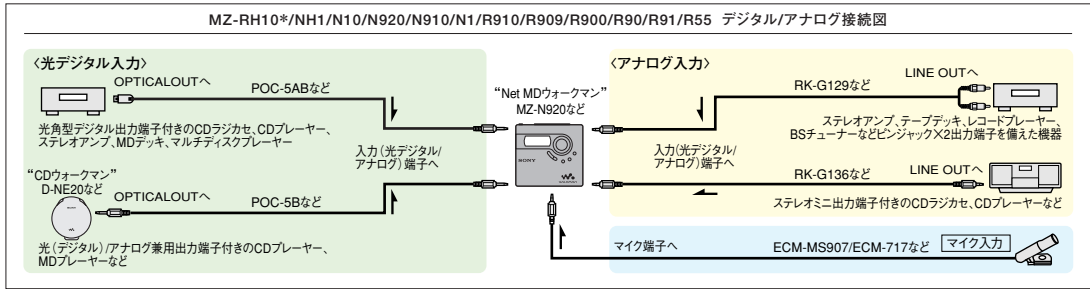 MZ-RH10*/NH1/N10/N920/N910/N1/R910/R909/R900/R90/R91/R55 デジタル/アナログ接続図
〈光デジタル入力〉
OPTICALOUTへ
POC-5ABなど
光角型デジタル出力端子付きのCDラジカセ、CDプレーヤー、
ステレオアンプ、MDデッキ、マルチディスクプレーヤー
入力（光デジタル/
アナログ）端子へ
“CDウォークマン”
D-NE20など
OPTICALOUTへ
POC-5Bなど
光（デジタル）/アナログ兼用出力端子付きのCDプレーヤー、
MDプレーヤーなど
“Net MDウォークマン”
MZ-N920など
SONY
〈アナログ入力〉
RK-G129など
LINE OUTへ
ステレオアンプ、テープデッキ、レコードプレーヤー、
BSチューナーなどピンジャック×2出力端子を備えた機器
入力（光デジタル/
アナログ）端子へ
RK-G136など
LINE OUTへ
ステレオミニ出力端子付きのCDラジカセ、CDプレーヤーなど
マイク端子へ
ECM-MS907/ECM-717など
マイク入力